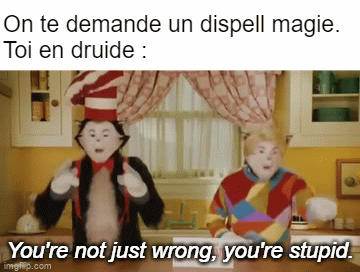 On te demande un dispell magie.
Toi en druide :
You're not just wrong, you're stupid.
imgflip.com